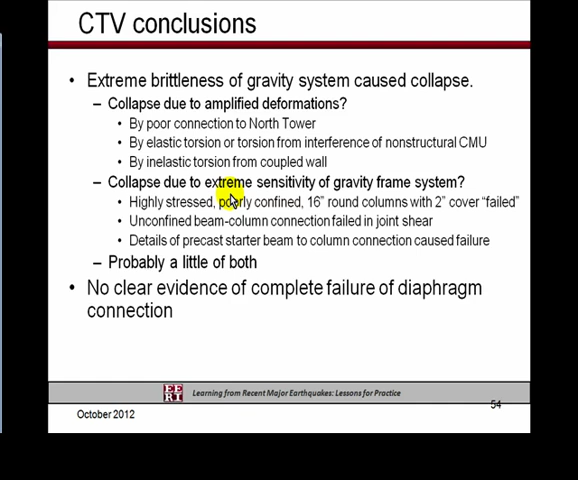 CTV conclusions
• Extreme brittleness of gravity system caused collapse.
– Collapse due to amplified deformations?
• By poor connection to North Tower
• By elastic torsion or torsion from interference of nonstructural CMU
• By inelastic torsion from coupled wall
– Collapse due to extreme sensitivity of gravity frame system?
• Highly stressed, poorly confined, 16” round columns with 2” cover “failed”
• Unconfined beam-column connection failed in joint shear
• Details of precast starter beam to column connection caused failure
– Probably a little of both
• No clear evidence of complete failure of diaphragm
connection
EERI
Learning from Recent Major Earthquakes: Lessons for Practice
54
October 2012